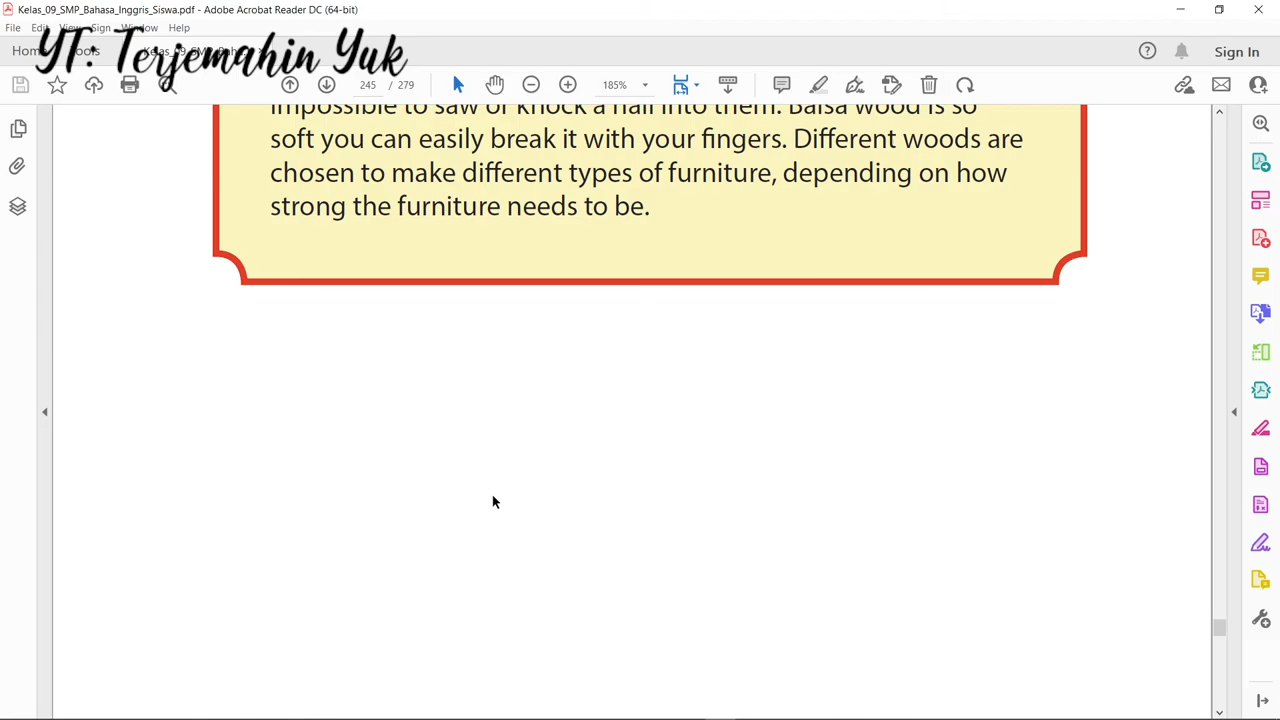 Kelas_09_SMP_Bahasa_Inggris_Siswa.pdf - Adobe Acrobat Reader DC (64-bit)
File Edit View Sign Window Help
YT: Terjemahin Yuk
Home Tools
Sign In
245 / 279
185%
impossible to saw or knock a nail into them. Balsa wood is so
soft you can easily break it with your fingers. Different woods are
chosen to make different types of furniture, depending on how
strong the furniture needs to be.